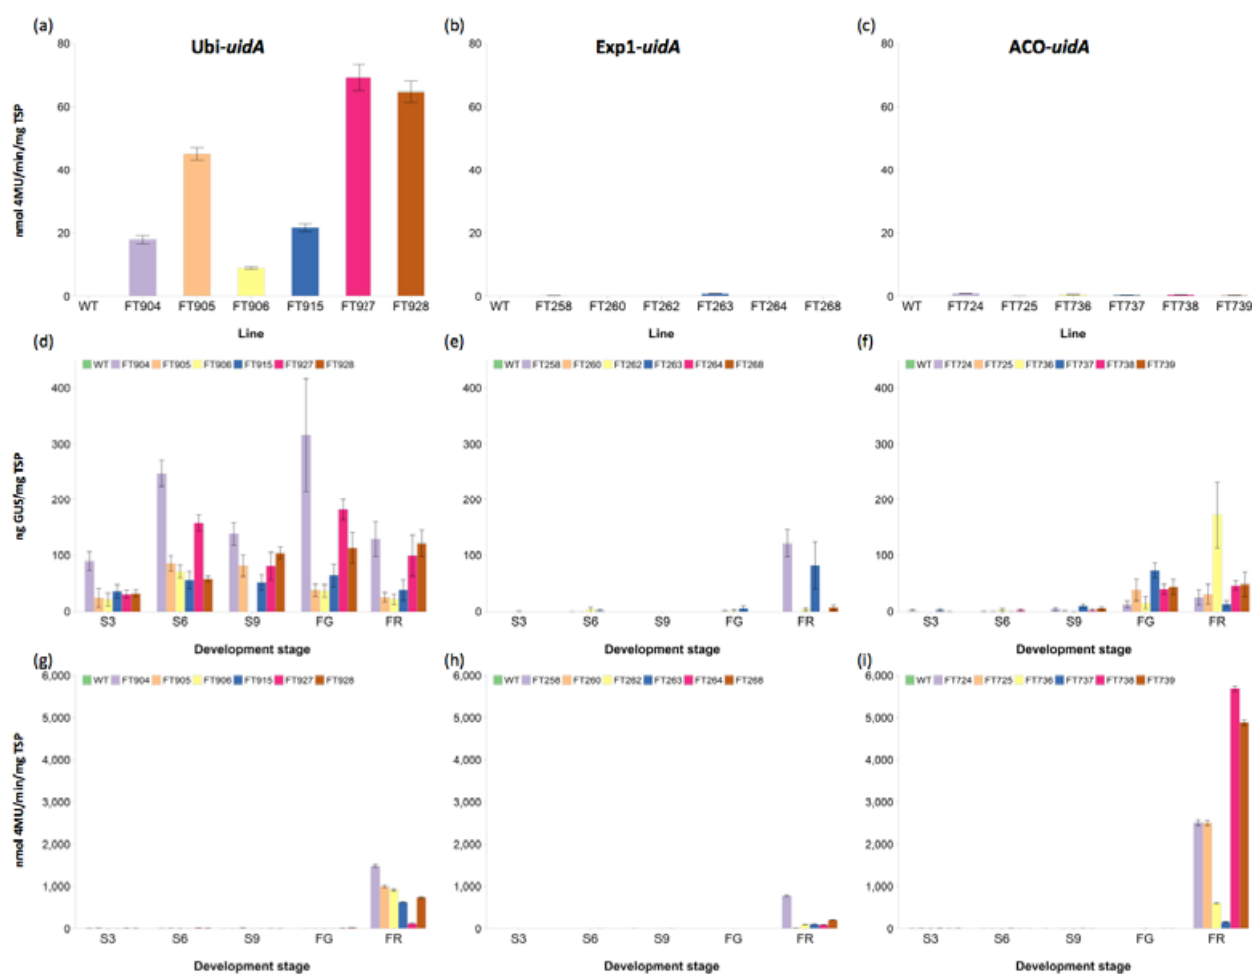 (a)
Ubi-uidA
80
60
40
20
0
nmol 4MU/min/mg TSP
WT FT904 FT905 FT906 FT915 FT927 FT928
Line
(b)
Exp1-uidA
80
60
40
20
0
WT FT258 FT260 FT262 FT263 FT264 FT268
Line
(c)
ACO-uidA
80
60
40
20
0
WT FT724 FT725 FT736 FT737 FT738 FT739
Line
(d)
WT FT904 FT905 FT906 FT915 FT927 FT928
400
300
200
100
0
ng GUS/mg TSP
S3 S6 S9 FG FR
Development stage
(e)
WT FT258 FT260 FT262 FT263 FT264 FT268
400
300
200
100
0
S3 S6 S9 FG FR
Development stage
(f)
WT FT724 FT725 FT736 FT737 FT738 FT739
400
300
200
100
0
S3 S6 S9 FG FR
Development stage
(g)
WT FT904 FT905 FT906 FT915 FT927 FT928
6,000
5,000
4,000
3,000
2,000
1,000
0
nmol 4MU/min/mg TSP
S3 S6 S9 FG FR
Development stage
(h)
WT FT258 FT260 FT262 FT263 FT264 FT268
6,000
5,000
4,000
3,000
2,000
1,000
0
S3 S6 S9 FG FR
Development stage
(i)
WT FT724 FT725 FT736 FT737 FT738 FT739
6,000
5,000
4,000
3,000
2,000
1,000
0
S3 S6 S9 FG FR
Development stage